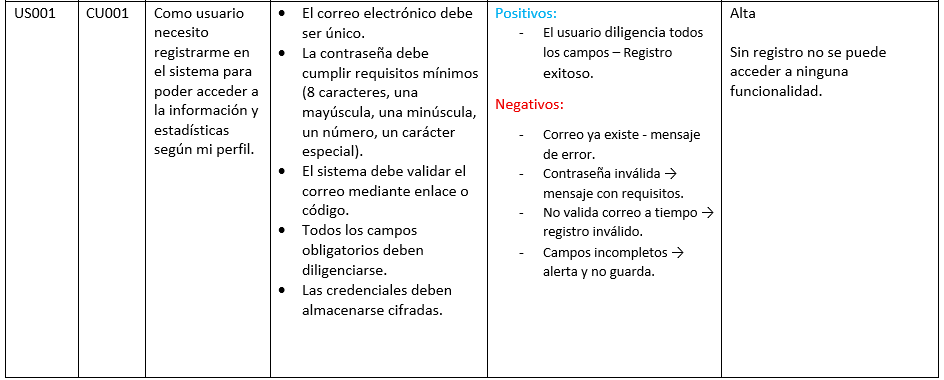 US001
CU001
Como usuario
necesito
registrarme en
el sistema para
poder acceder a
la información y
estadísticas
según mi perfil.
• El correo electrónico debe
ser único.
• La contraseña debe
cumplir requisitos mínimos
(8 caracteres, una
mayúscula, una minúscula,
un número, un carácter
especial).
• El sistema debe validar el
correo mediante enlace o
código.
• Todos los campos
obligatorios deben
diligenciarse.
• Las credenciales deben
almacenarse cifradas.
Positivos:
- El usuario diligencia todos
los campos – Registro
exitoso.
Negativos:
- Correo ya existe - mensaje
de error.
- Contraseña inválida →
mensaje con requisitos.
- No valida correo a tiempo →
registro inválido.
- Campos incompletos →
alerta y no guarda.
Alta
Sin registro no se puede
acceder a ninguna
funcionalidad.